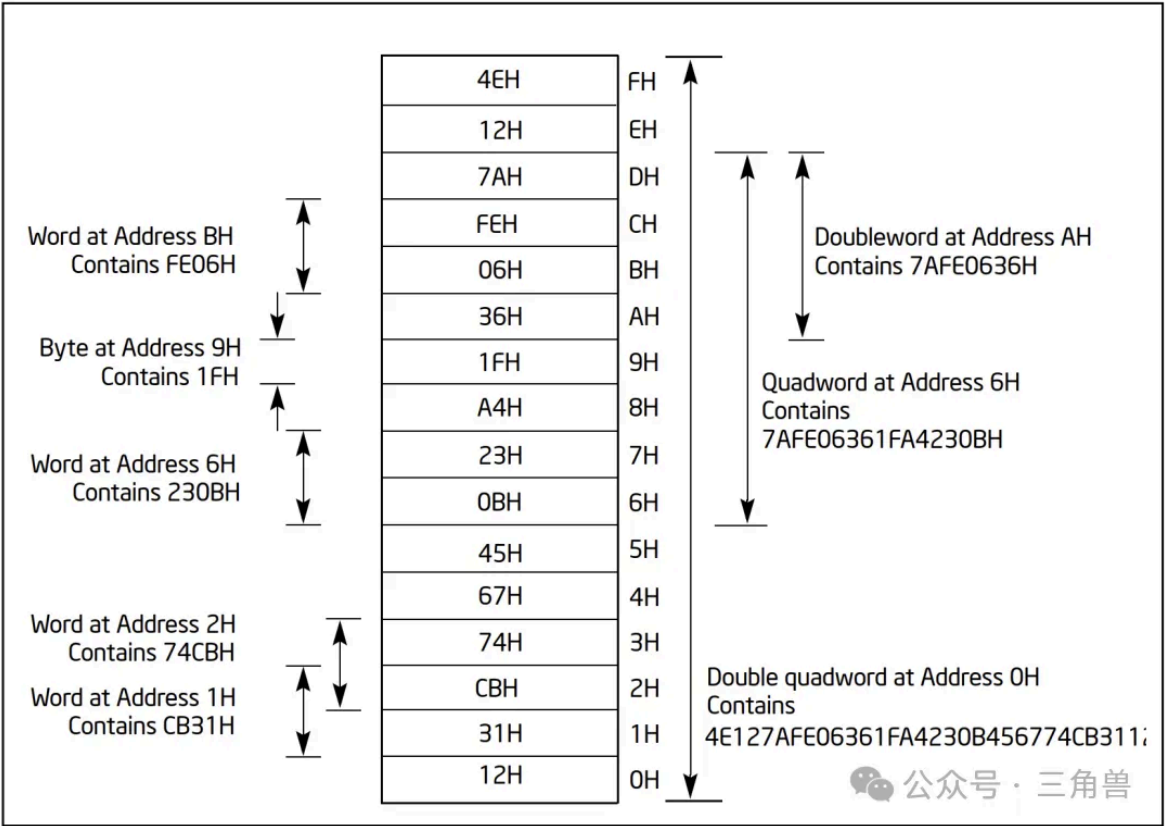 4EH FH
12H EH
7AH DH
FEH CH
06H BH
36H AH
1FH 9H
A4H 8H
23H 7H
0BH 6H
45H 5H
67H 4H
74H 3H
CBH 2H
31H 1H
12H 0H
Word at Address BH
Contains FE06H
Byte at Address 9H
Contains 1FH
Word at Address 6H
Contains 230BH
Word at Address 2H
Contains 74CBH
Word at Address 1H
Contains CB31H
Doubleword at Address AH
Contains 7AFE0636H
Quadword at Address 6H
Contains
7AFE06361FA4230BH
Double quadword at Address 0H
Contains
4E127AFE06361FA4230B456774CB311
公众号 · 三角兽